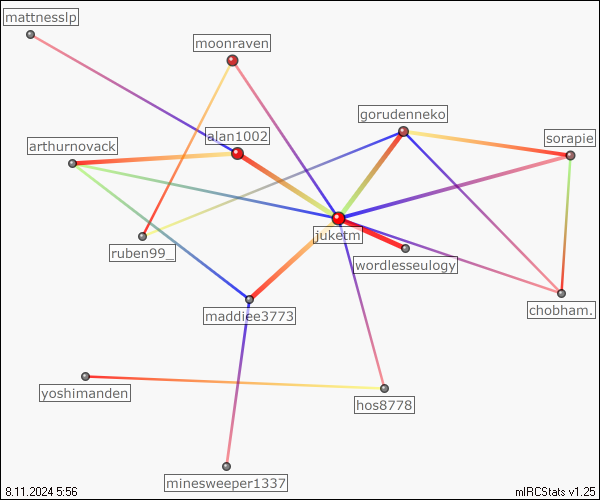 mattnesslp
moonraven
gorudenneko
alan1002
sorapie
arthurnovack
juketm
ruben99_
wordlesseulogy
chobham.
maddiee3773
yoshimanden
hos8778
minesweeper1337
8.11.2024 5:56
mIRCStats v1.25